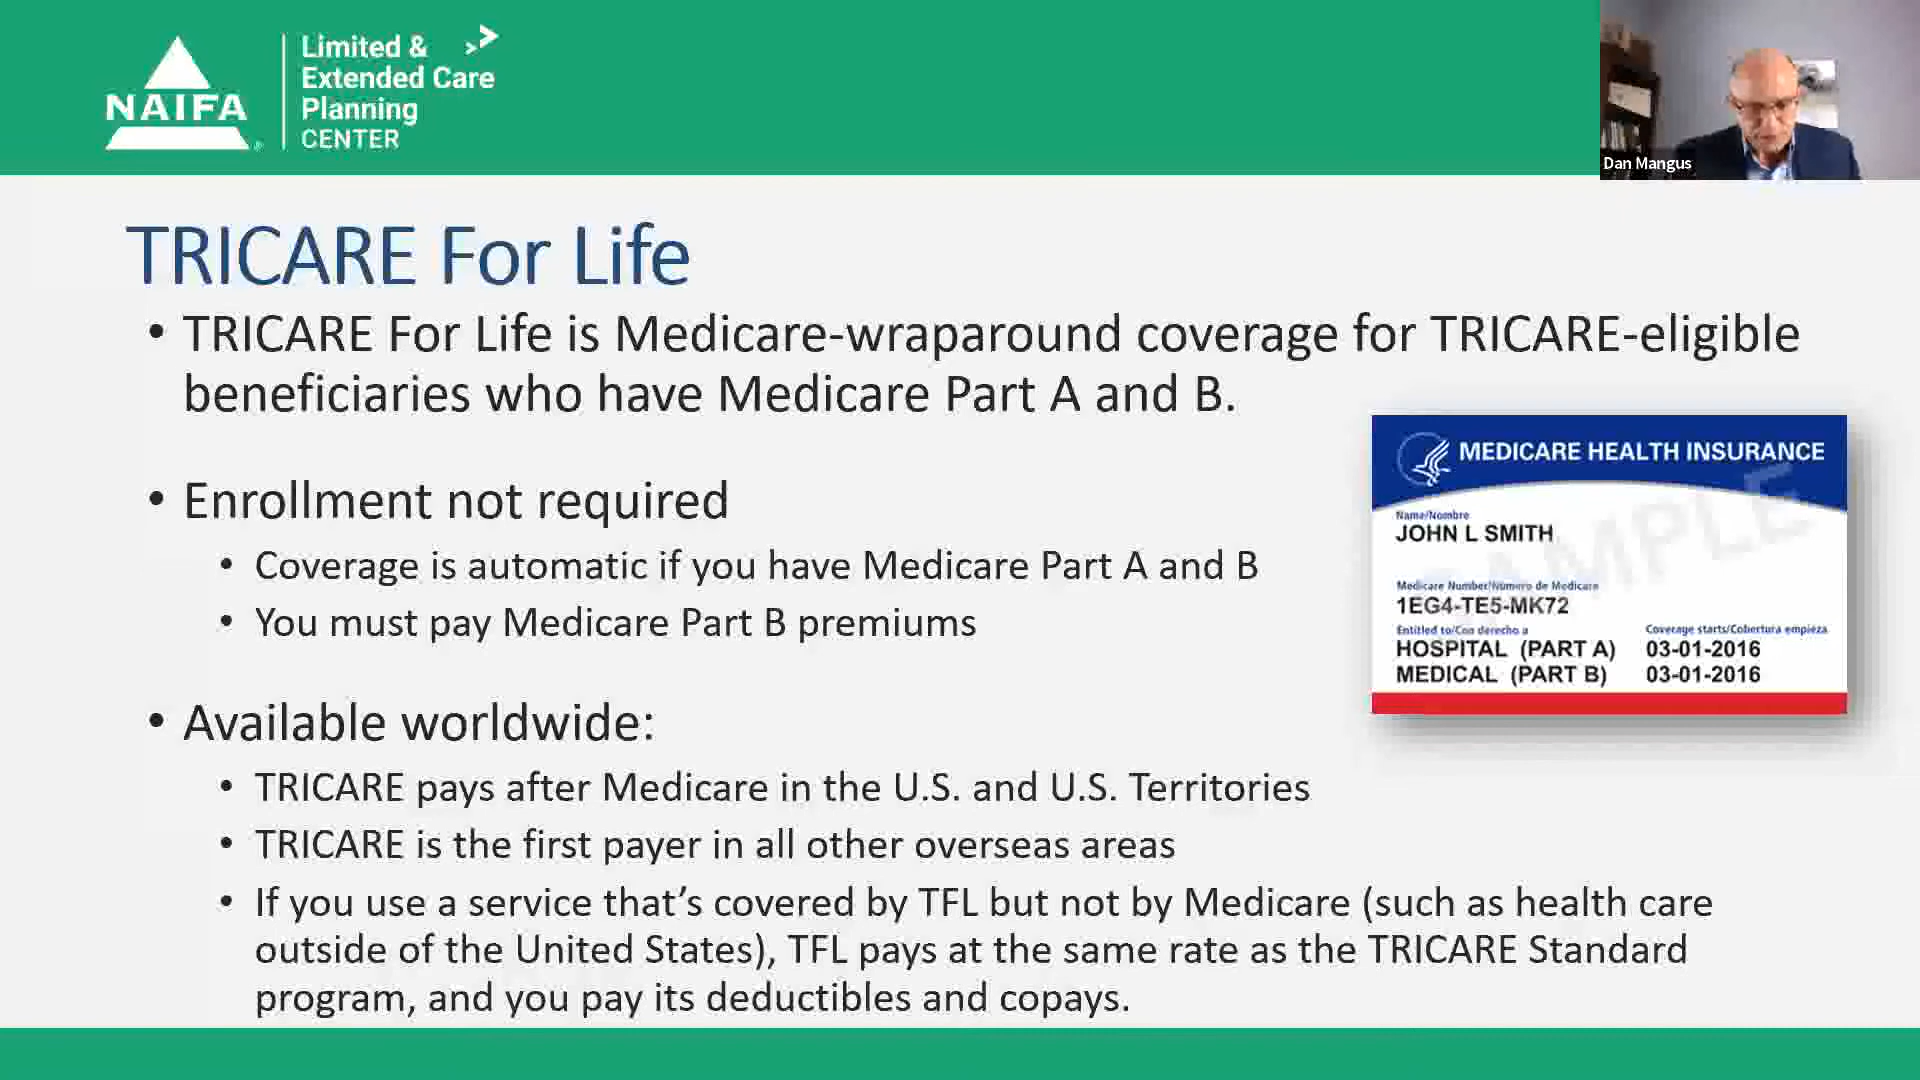 NAIFA
Limited &
Extended Care
Planning
CENTER
Dan Mangus
TRICARE For Life
• TRICARE For Life is Medicare-wraparound coverage for TRICARE-eligible
beneficiaries who have Medicare Part A and B.
• Enrollment not required
• Coverage is automatic if you have Medicare Part A and B
• You must pay Medicare Part B premiums
• Available worldwide:
• TRICARE pays after Medicare in the U.S. and U.S. Territories
• TRICARE is the first payer in all other overseas areas
• If you use a service that’s covered by TFL but not by Medicare (such as health care
outside of the United States), TFL pays at the same rate as the TRICARE Standard
program, and you pay its deductibles and copays.
MEDICARE HEALTH INSURANCE
Name/Nombre
JOHN L SMITH
Medicare Number/Número de Medicare
1EG4-TE5-MK72
Entitled to/Con derecho a
Coverage starts/Cobertura empieza
HOSPITAL (PART A) 03-01-2016
MEDICAL (PART B) 03-01-2016
SAMPLE